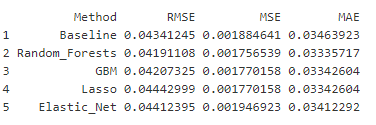 Method RMSE MSE MAE
1 Baseline 0.04341245 0.001884641 0.03463923
2 Random_Forests 0.04191108 0.001756539 0.03335717
3 GBM 0.04207325 0.001770158 0.03342604
4 Lasso 0.04442999 0.001770158 0.03342604
5 Elastic_Net 0.04412395 0.001946923 0.03412292